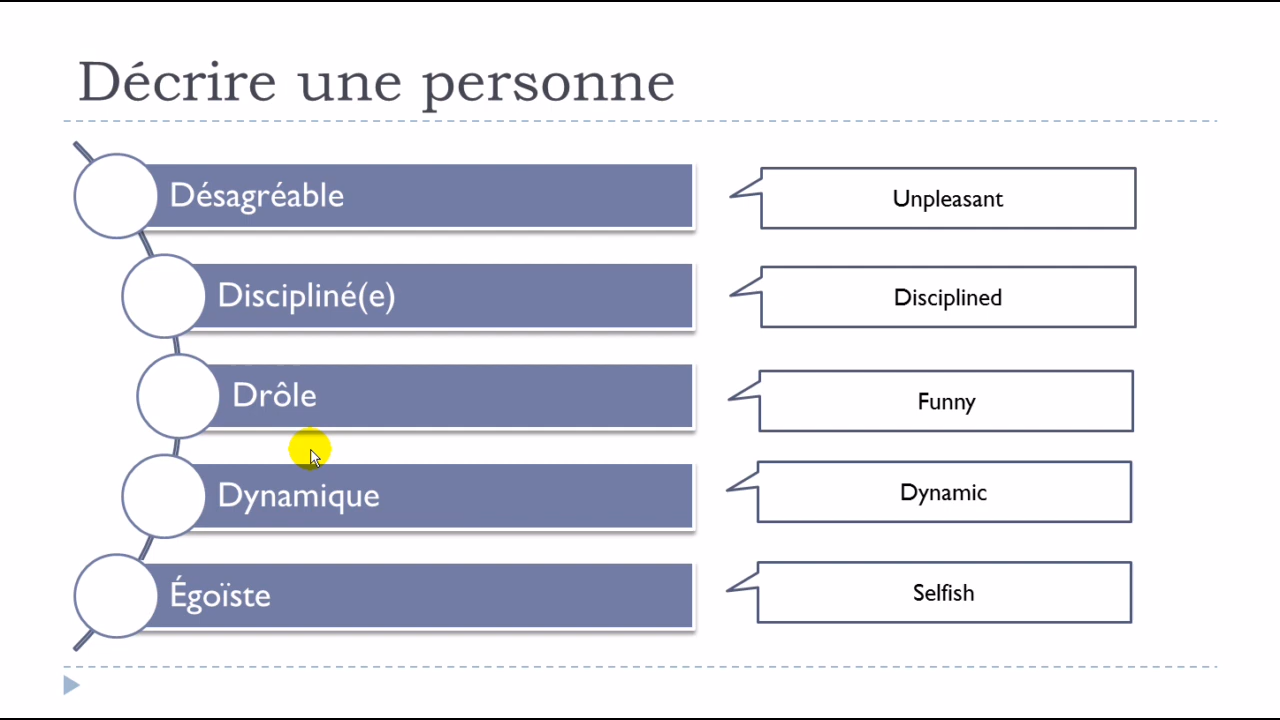 Décrire une personne
Désagréable
Unpleasant
Discipliné(e)
Disciplined
Drôle
Funny
Dynamique
Dynamic
Égoïste
Selfish